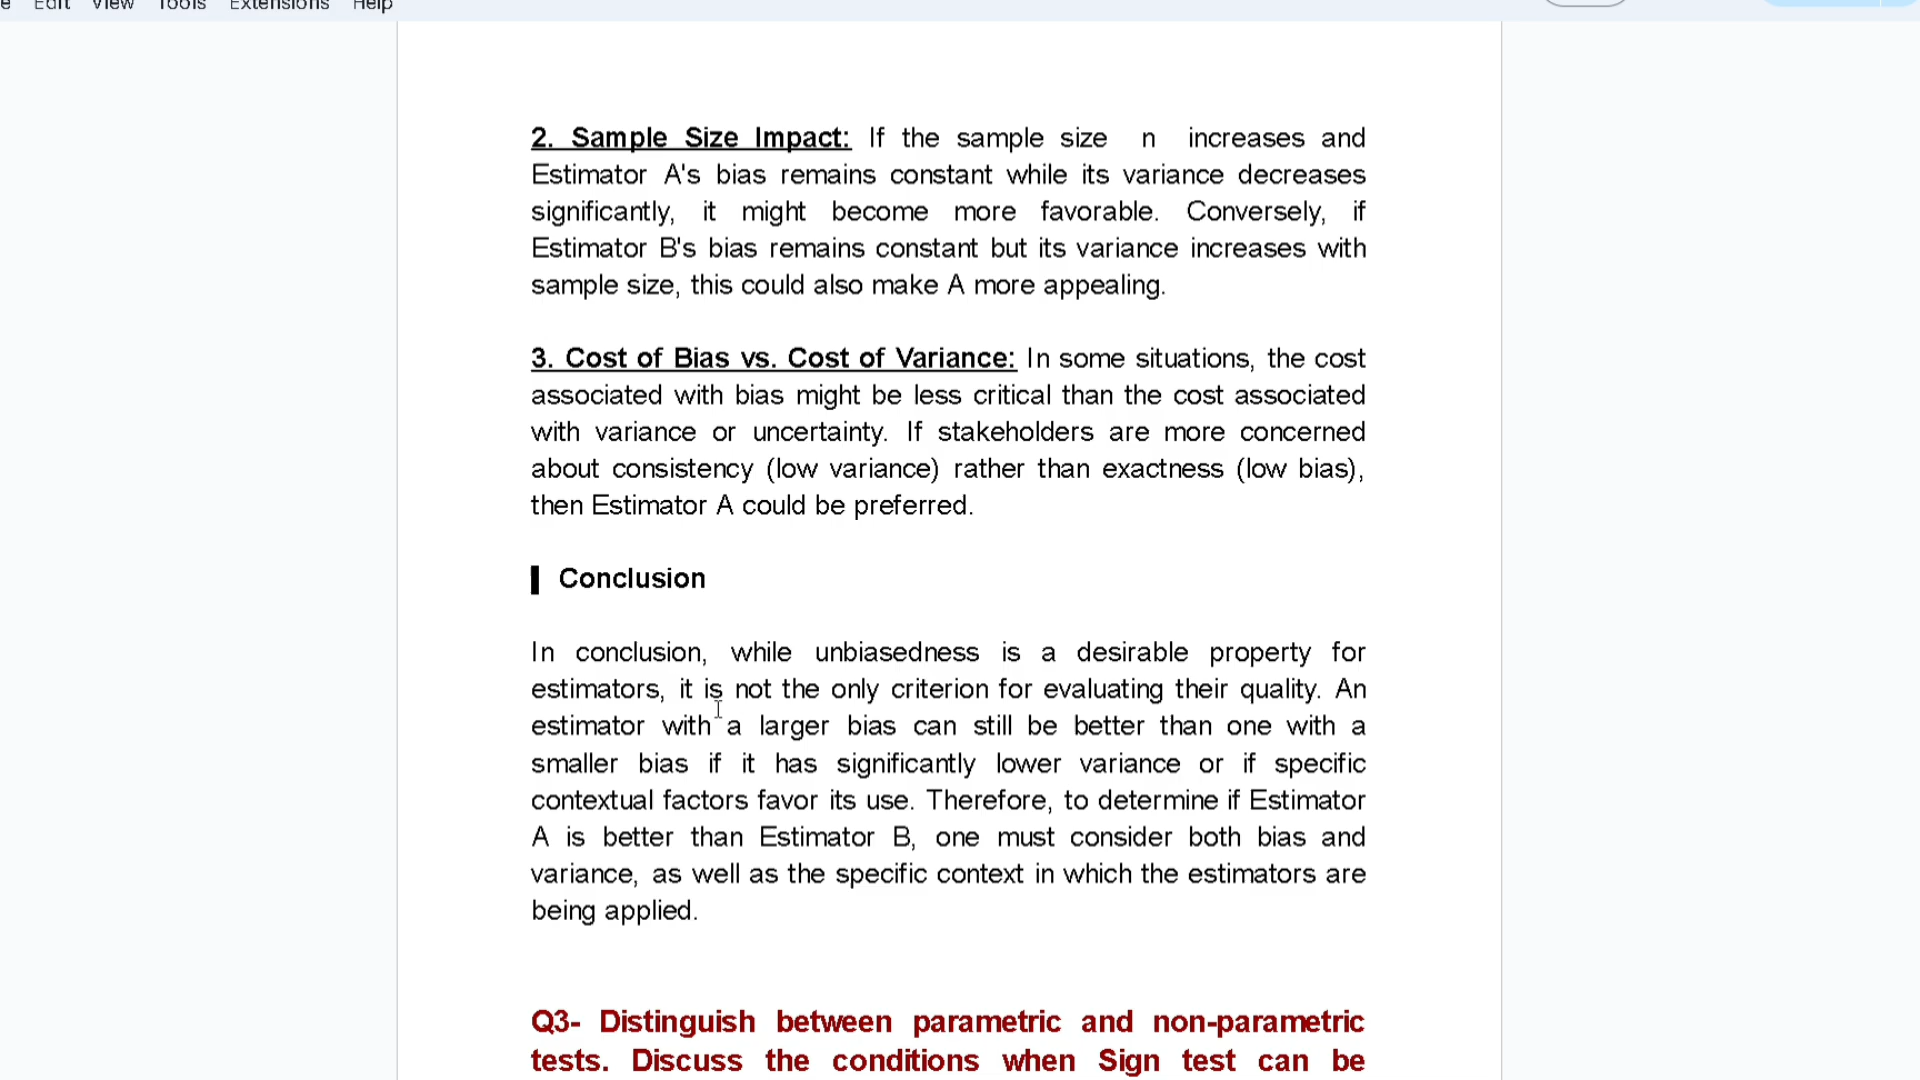 Edit View Tools Extensions Help
2. Sample Size Impact: If the sample size n increases and
Estimator A's bias remains constant while its variance decreases
significantly, it might become more favorable. Conversely, if
Estimator B's bias remains constant but its variance increases with
sample size, this could also make A more appealing.
3. Cost of Bias vs. Cost of Variance: In some situations, the cost
associated with bias might be less critical than the cost associated
with variance or uncertainty. If stakeholders are more concerned
about consistency (low variance) rather than exactness (low bias),
then Estimator A could be preferred.
Conclusion
In conclusion, while unbiasedness is a desirable property for
estimators, it is not the only criterion for evaluating their quality. An
estimator with a larger bias can still be better than one with a
smaller bias if it has significantly lower variance or if specific
contextual factors favor its use. Therefore, to determine if Estimator
A is better than Estimator B, one must consider both bias and
variance, as well as the specific context in which the estimators are
being applied.
Q3- Distinguish between parametric and non-parametric
tests. Discuss the conditions when Sign test can be